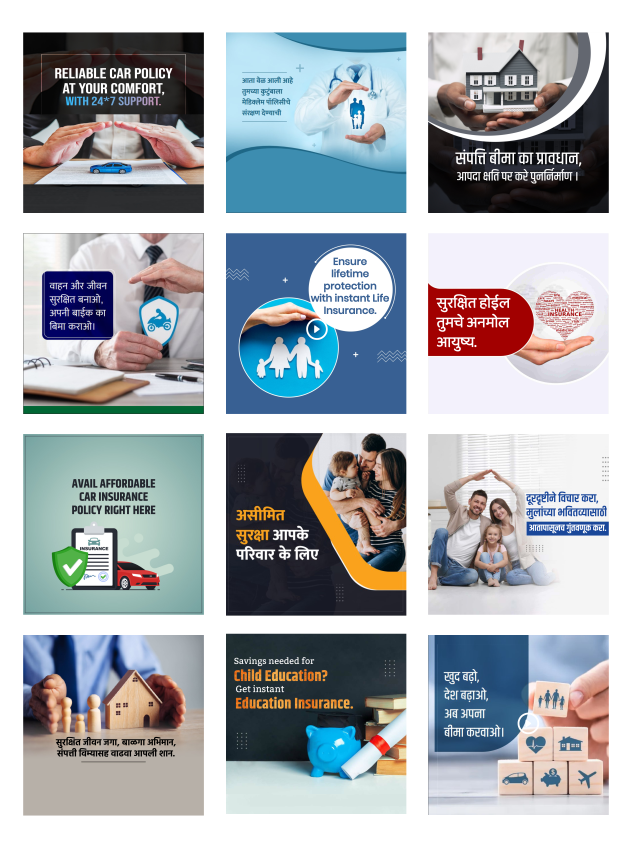 RELIABLE CAR POLICY
AT YOUR COMFORT,
WITH 24*7 SUPPORT.
आता वेळ आली आहे
तुमच्या कुटुंबाला
मेडिक्लेम पॉलिसीचे
संरक्षण देण्याची
संपत्ति बीमा का प्रावधान,
आपदा क्षति पर करे पुनर्निर्माण ।
वाहन और जीवन
सुरक्षित बनाओ,
अपनी बाईक का
बिमा कराओ।
Ensure
lifetime
protection
with instant Life
Insurance.
सुरक्षित होईल
तुमचे अनमोल
आयुष्य.
HEALTH
INSURANCE
AVAIL AFFORDABLE
CAR INSURANCE
POLICY RIGHT HERE
INSURANCE
असीमित
सुरक्षा आपके
परिवार के लिए
दूरदृष्टीने विचार करा,
मुलांच्या भवितव्यासाठी
आतापासूनच गुंतवणूक करा.
सुरक्षित जीवन जगा, बाळगा अभिमान,
संपत्ती विम्यासह वाढवा आपली शान.
Savings needed for
Child Education?
Get instant
Education Insurance.
खुद बढ़ो,
देश बढ़ाओ,
अब अपना
बीमा करवाओ।